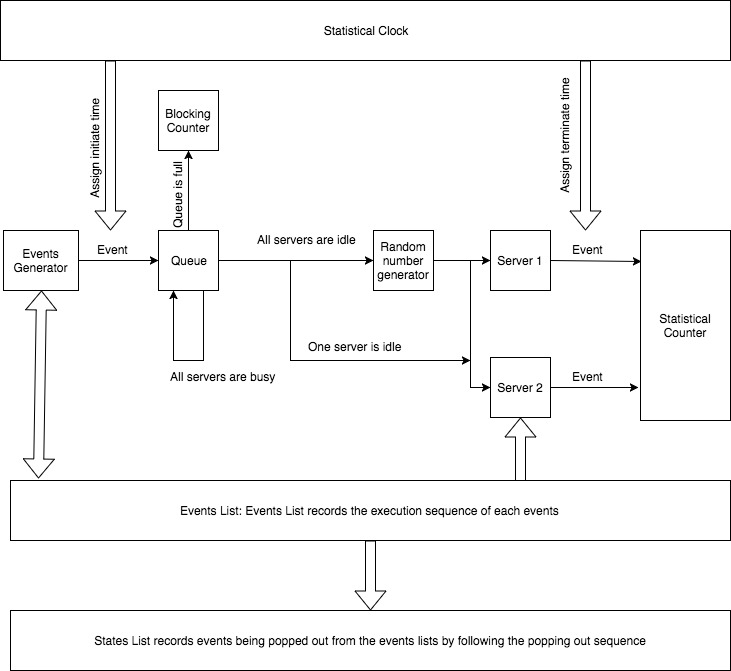 Statistical Clock
Assign initiate time
Assign terminate time
Blocking
Counter
Queue is full
Events
Generator
Event
Queue
All servers are idle
Random
number
generator
Server 1
Event
Statistical
Counter
One server is idle
All servers are busy
Server 2
Event
Events List: Events List records the execution sequence of each events
States List records events being popped out from the events lists by following the popping out sequence